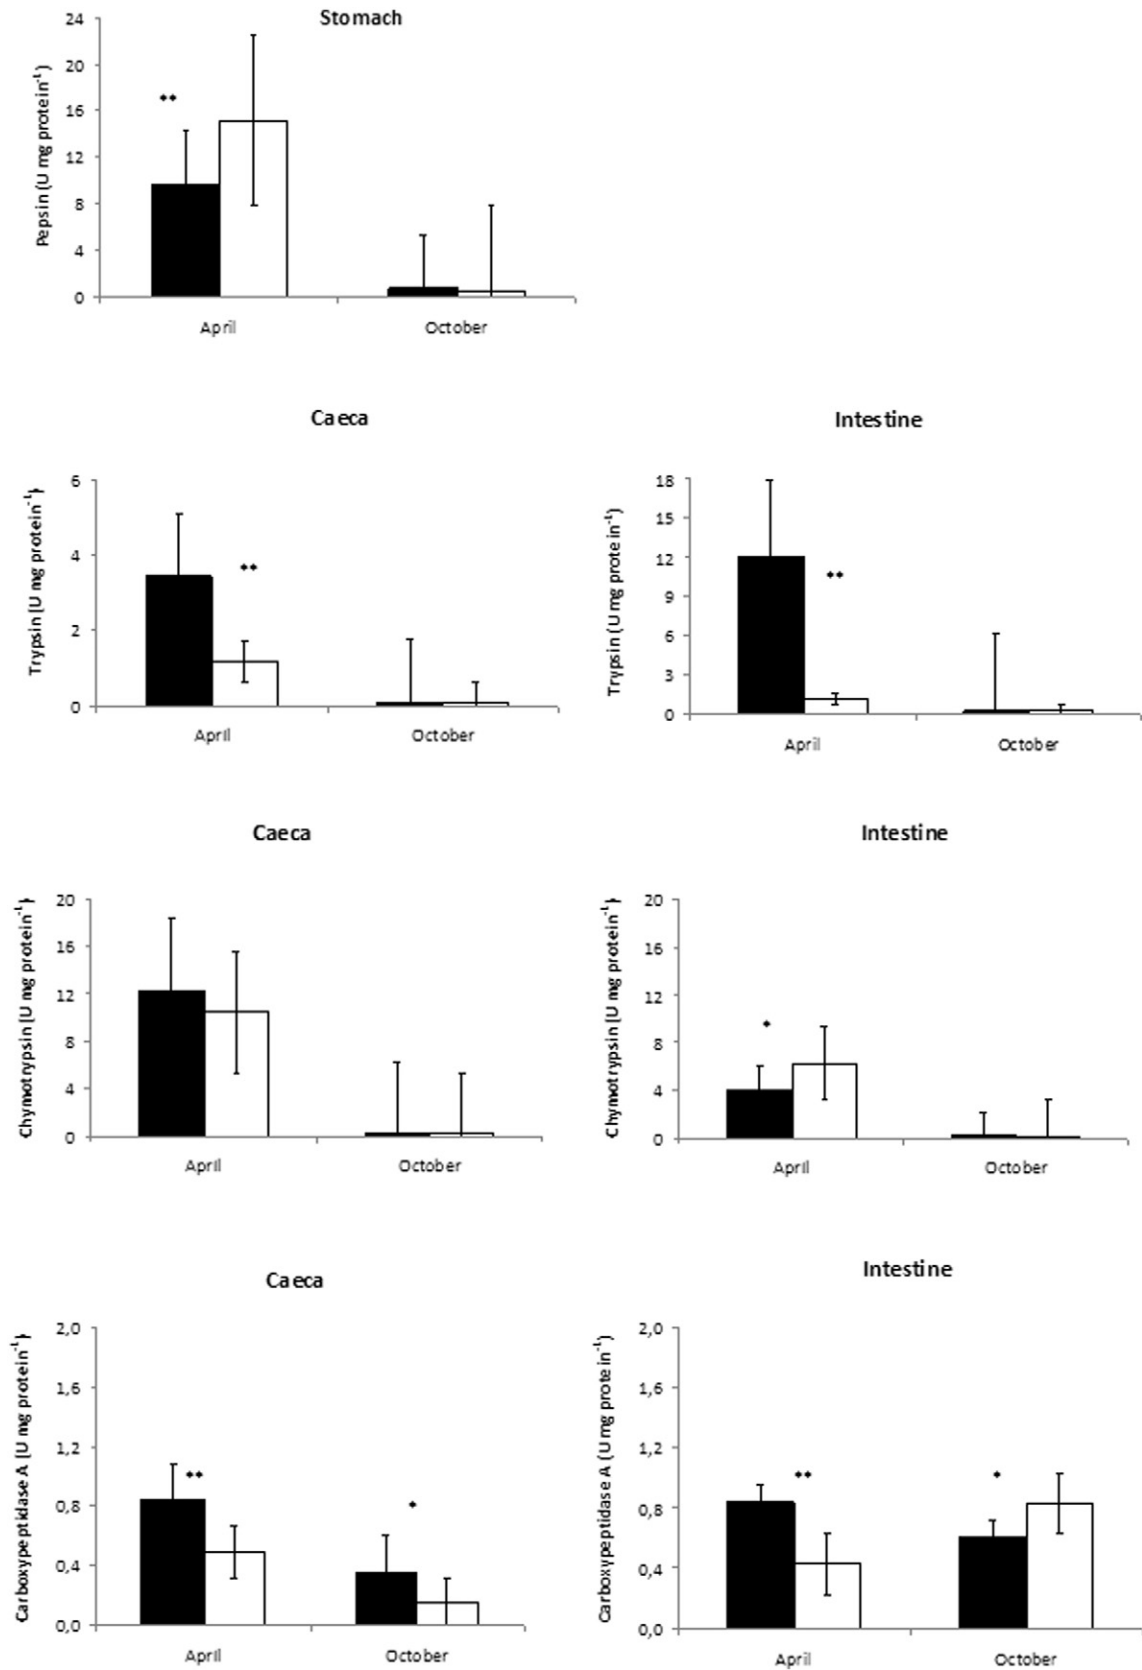 Stomach
Pepsin (U mg protein-1)
24
20
16
12
8
4
0
**
April
October
Caeca
Trypsin (U mg protein-1)
6
4
2
0
**
April
October
Intestine
Trypsin (U mg protein-1)
18
15
12
9
6
3
0
**
April
October
Caeca
Chymotrypsin (U mg protein-1)
20
16
12
8
4
0
April
October
Intestine
Chymotrypsin (U mg protein-1)
20
16
12
8
4
0
*
April
October
Caeca
Carboxypeptidase A (U mg protein-1)
2,0
1,6
1,2
0,8
0,4
0,0
**
*
April
October
Intestine
Carboxypeptidase A (U mg protein-1)
2,0
1,6
1,2
0,8
0,4
0,0
**
*
April
October